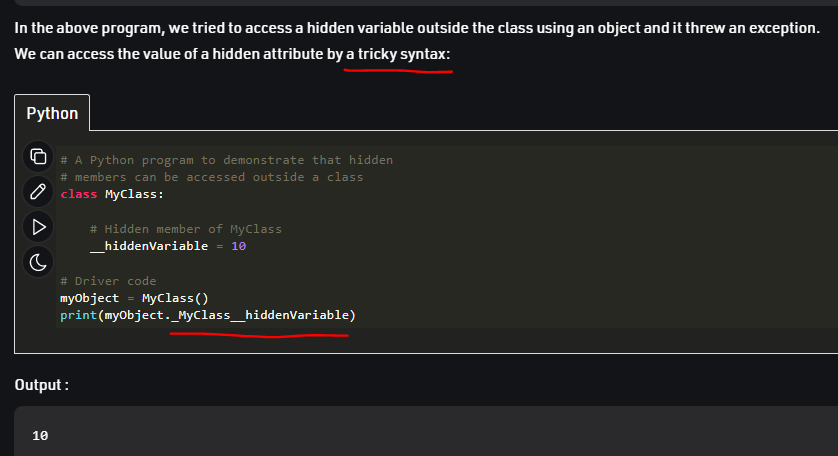 In the above program, we tried to access a hidden variable outside the class using an object and it threw an exception.
We can access the value of a hidden attribute by a tricky syntax:
Python
# A Python program to demonstrate that hidden
# members can be accessed outside a class
class MyClass:
# Hidden member of MyClass
__hiddenVariable = 10
# Driver code
myObject = MyClass()
print(myObject._MyClass__hiddenVariable)
Output :
10